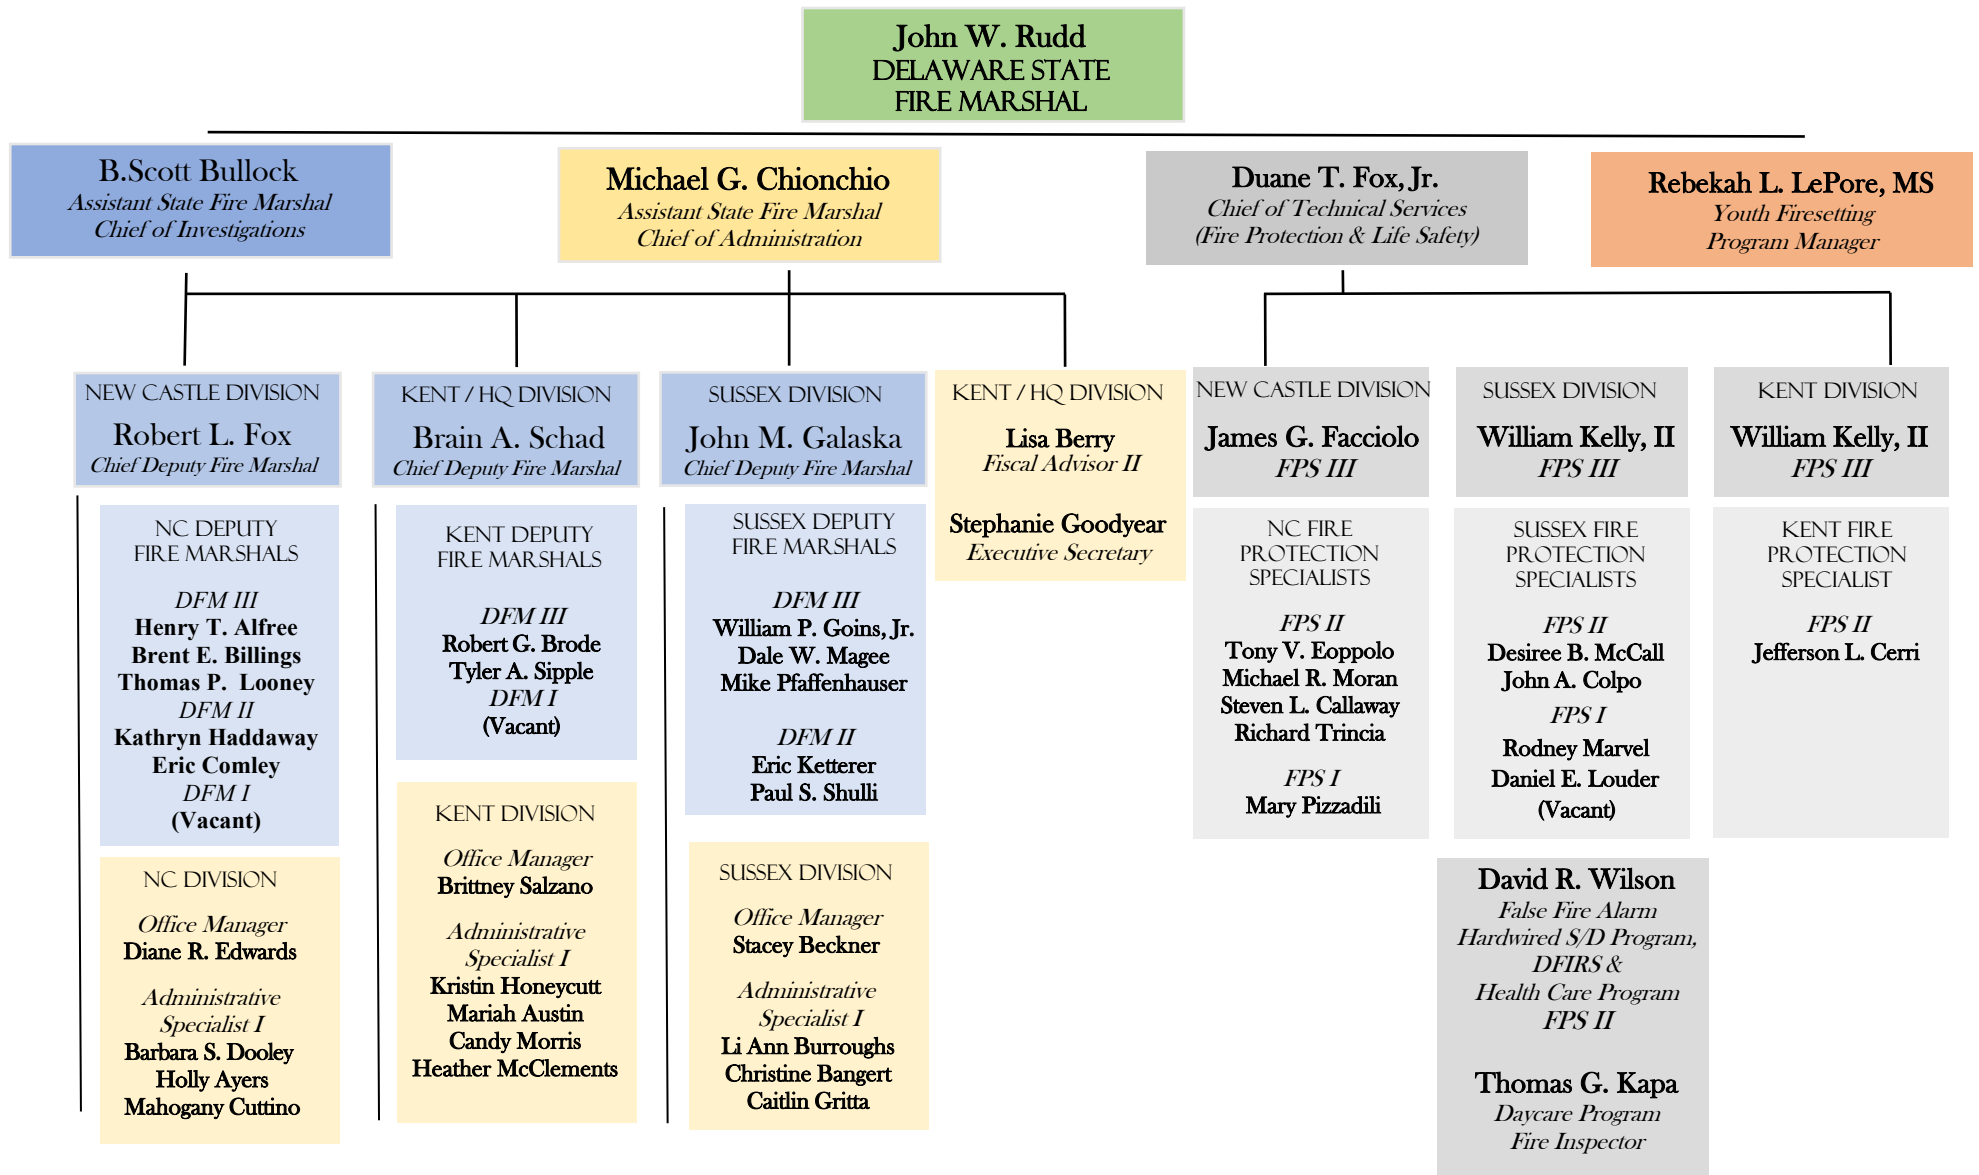 John W. Rudd
DELAWARE STATE
FIRE MARSHAL
B.Scott Bullock
Assistant State Fire Marshal
Chief of Investigations
Michael G. Chionchio
Assistant State Fire Marshal
Chief of Administration
Duane T. Fox, Jr.
Chief of Technical Services
(Fire Protection & Life Safety)
Rebekah L. LePore, MS
Youth Firesetting
Program Manager
NEW CASTLE DIVISION
Robert L. Fox
Chief Deputy Fire Marshal
NC DEPUTY
FIRE MARSHALS
DFM III
Henry T. Alfree
Brent E. Billings
Thomas P. Looney
DFM II
Kathryn Haddaway
Eric Comley
DFM I
(Vacant)
NC DIVISION
Office Manager
Diane R. Edwards
Administrative
Specialist I
Barbara S. Dooley
Holly Ayers
Mahogany Cuttino
KENT / HQ DIVISION
Brain A. Schad
Chief Deputy Fire Marshal
KENT DEPUTY
FIRE MARSHALS
DFM III
Robert G. Brode
Tyler A. Sipple
DFM I
(Vacant)
KENT DIVISION
Office Manager
Brittney Salzano
Administrative
Specialist I
Kristin Honeycutt
Mariah Austin
Candy Morris
Heather McClements
SUSSEX DIVISION
John M. Galaska
Chief Deputy Fire Marshal
SUSSEX DEPUTY
FIRE MARSHALS
DFM III
William P. Goins, Jr.
Dale W. Magee
Mike Pfaffenhauser
DFM II
Eric Ketterer
Paul S. Shulli
SUSSEX DIVISION
Office Manager
Stacey Beckner
Administrative
Specialist I
Li Ann Burroughs
Christine Bangert
Caitlin Gritta
KENT / HQ DIVISION
Lisa Berry
Fiscal Advisor II
Stephanie Goodyear
Executive Secretary
NEW CASTLE DIVISION
James G. Facciolo
FPS III
NC FIRE
PROTECTION
SPECIALISTS
FPS II
Tony V. Eoppolo
Michael R. Moran
Steven L. Callaway
Richard Trincia
FPS I
Mary Pizzadili
SUSSEX DIVISION
William Kelly, II
FPS III
SUSSEX FIRE
PROTECTION
SPECIALISTS
FPS II
Desiree B. McCall
John A. Colpo
FPS I
Rodney Marvel
Daniel E. Louder
(Vacant)
David R. Wilson
False Fire Alarm
Hardwired S/D Program,
DFIRS &
Health Care Program
FPS II
Thomas G. Kapa
Daycare Program
Fire Inspector
KENT DIVISION
William Kelly, II
FPS III
KENT FIRE
PROTECTION
SPECIALIST
FPS II
Jefferson L. Cerri